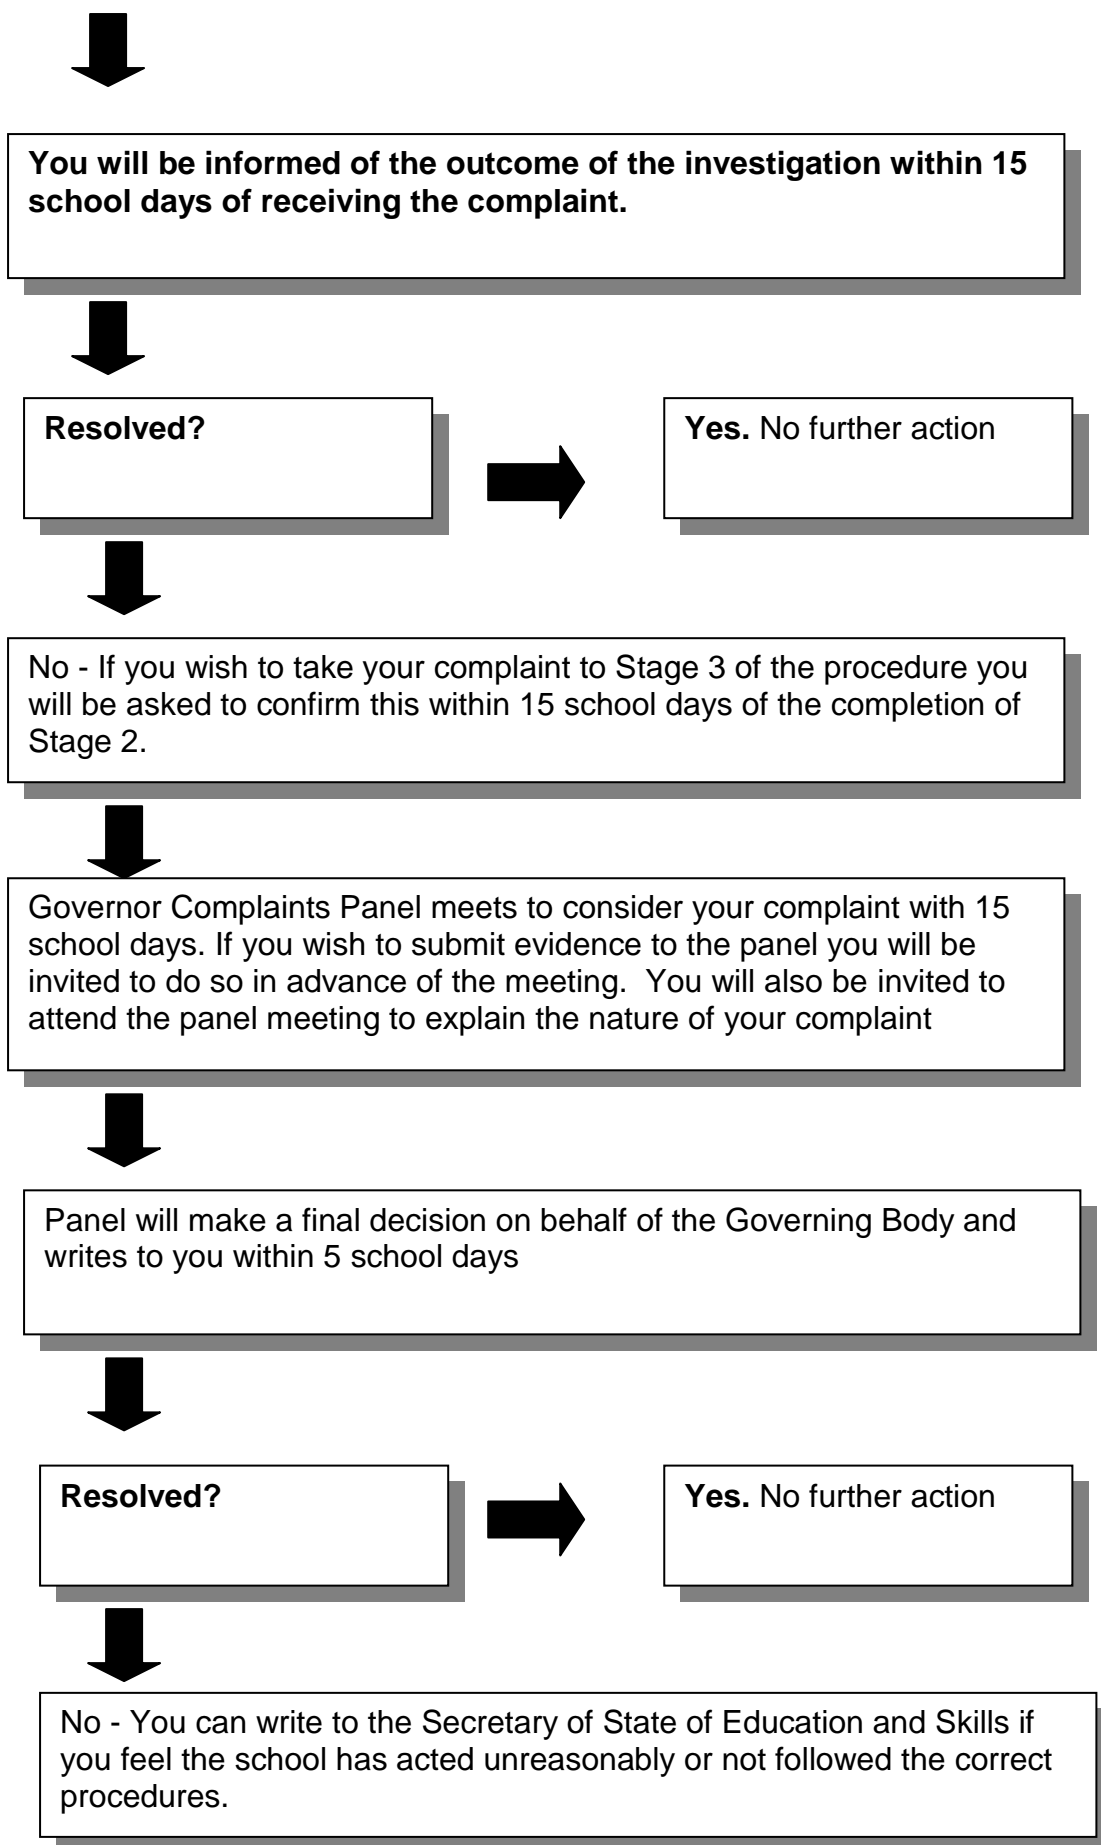 You will be informed of the outcome of the investigation within 15
school days of receiving the complaint.
Resolved?
Yes. No further action
No - If you wish to take your complaint to Stage 3 of the procedure you
will be asked to confirm this within 15 school days of the completion of
Stage 2.
Governor Complaints Panel meets to consider your complaint with 15
school days. If you wish to submit evidence to the panel you will be
invited to do so in advance of the meeting.  You will also be invited to
attend the panel meeting to explain the nature of your complaint
Panel will make a final decision on behalf of the Governing Body and
writes to you within 5 school days
Resolved?
Yes. No further action
No - You can write to the Secretary of State of Education and Skills if
you feel the school has acted unreasonably or not followed the correct
procedures.